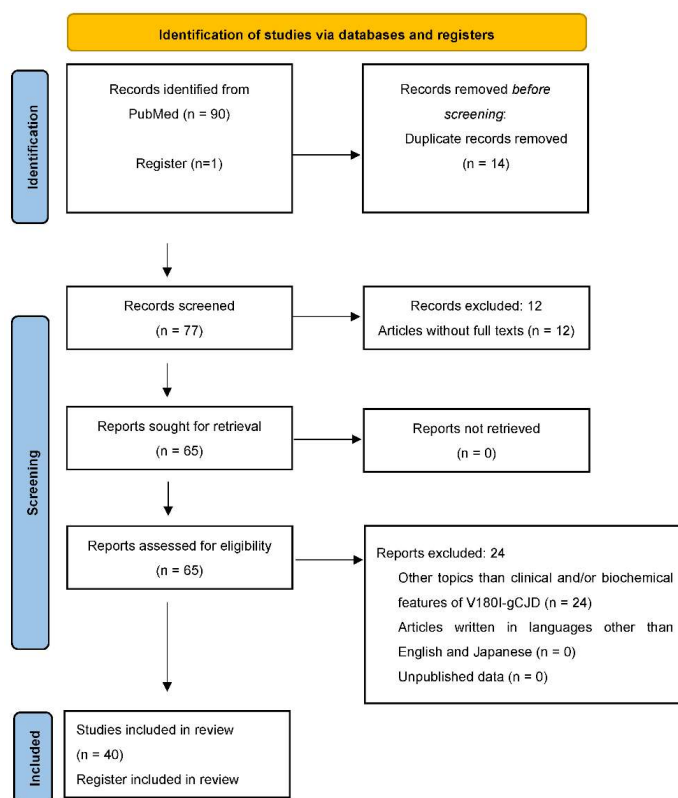 Identification of studies via databases and registers
Identification
Records identified from
PubMed (n = 90)
Register (n=1)
Records removed before
screening:
Duplicate records removed
(n = 14)
Screening
Records screened
(n = 77)
Records excluded: 12
Articles without full texts (n = 12)
Reports sought for retrieval
(n = 65)
Reports not retrieved
(n = 0)
Reports assessed for eligibility
(n = 65)
Reports excluded: 24
Other topics than clinical and/or biochemical
features of V180I-gCJD (n = 24)
Articles written in languages other than
English and Japanese (n = 0)
Unpublished data (n = 0)
Included
Studies included in review
(n = 40)
Register included in review